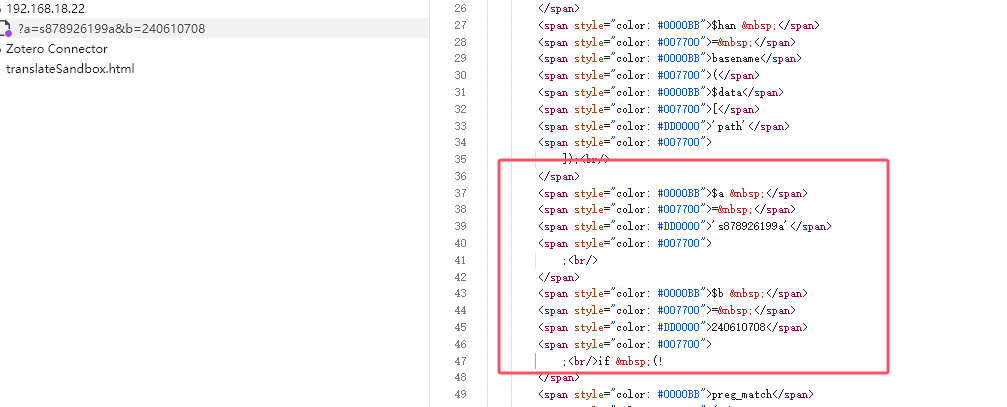 192.168.18.22
?a=s878926199a&b=240610708
Zotero Connector
translateSandbox.html
26 </span>
27 <span style="color: #0000BB">$han &nbsp;</span>
28 <span style="color: #007700">=&nbsp;</span>
29 <span style="color: #0000BB">basename</span>
30 <span style="color: #007700">(</span>
31 <span style="color: #0000BB">$data</span>
32 <span style="color: #007700">[</span>
33 <span style="color: #DD0000">'path'</span>
34 <span style="color: #007700">
35 ]);<br/>
36 </span>
37 <span style="color: #0000BB">$a &nbsp;</span>
38 <span style="color: #007700">=&nbsp;</span>
39 <span style="color: #DD0000">'s878926199a'</span>
40 <span style="color: #007700">
41 ;<br/>
42 </span>
43 <span style="color: #0000BB">$b &nbsp;</span>
44 <span style="color: #007700">=&nbsp;</span>
45 <span style="color: #DD0000">240610708</span>
46 <span style="color: #007700">
47 ;<br/>if &nbsp;(!
48 </span>
49 <span style="color: #0000BB">preg_match</span>